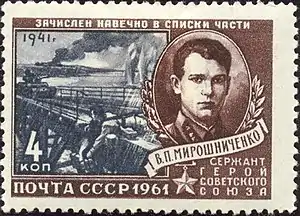 ЗАЧИСЛЕН НАВЕЧНО В СПИСКИ ЧАСТИ
1941г.
В.П.МИРОШНИЧЕНКО
4
КОП
СЕРЖАНТ
ГЕРОЙ
СОВЕТСКОГО
СОЮЗА
ПОЧТА СССР 1961